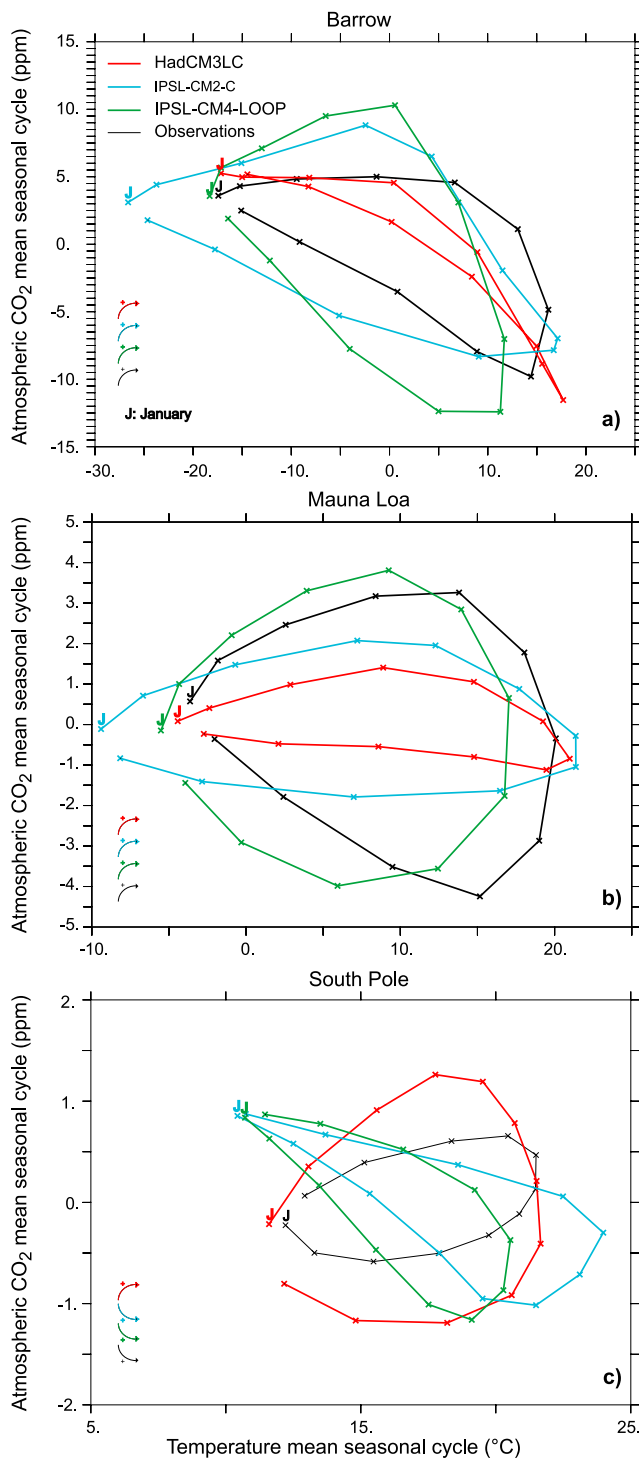 Barrow
Atmospheric CO2 mean seasonal cycle (ppm)
15.
10.
5.
0.
-5.
-10.
-15.
HadCM3LC
IPSL-CM2-C
IPSL-CM4-LOOP
Observations
J
J
J
J
J: January
a)
-30.
-20.
-10.
0.
10.
20.
Mauna Loa
Atmospheric CO2 mean seasonal cycle (ppm)
5.
4.
3.
2.
1.
0.
-1.
-2.
-3.
-4.
-5.
J
J
J
J
b)
-10.
0.
10.
20.
South Pole
Atmospheric CO2 mean seasonal cycle (ppm)
2.
1.
0.
-1.
-2.
J
J
J
J
c)
5.
15.
25.
Temperature mean seasonal cycle (°C)